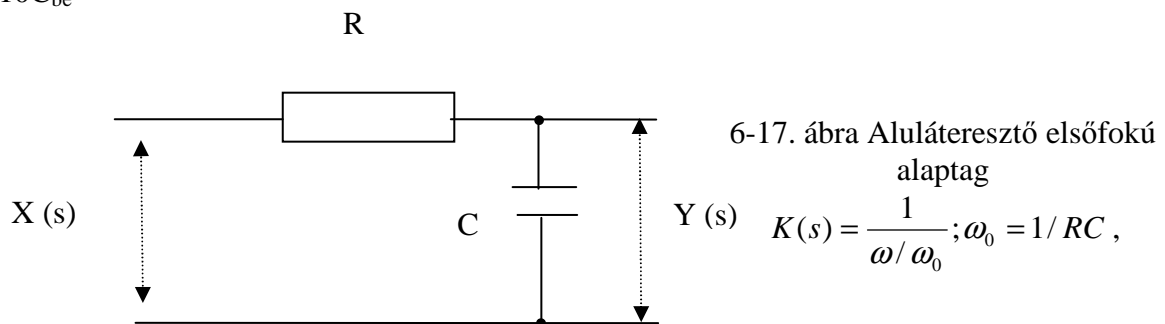 R
6-17. ábra Aluláteresztő elsőfokú
alaptag
X (s)
C
Y (s)
K(s) = 1 / ω/ω₀ ; ω₀ = 1/ RC ,